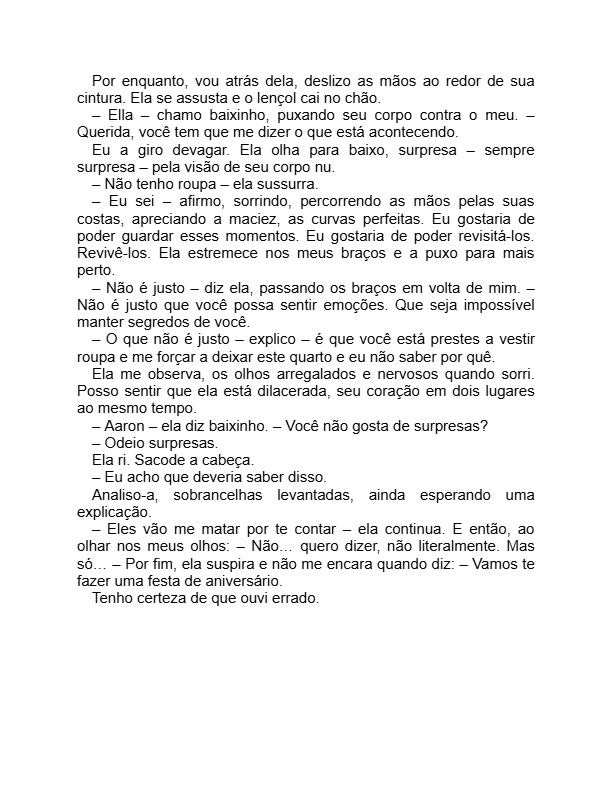 Por enquanto, vou atrás dela, deslizo as mãos ao redor de sua
cintura. Ela se assusta e o lençol cai no chão.
– Ella – chamo baixinho, puxando seu corpo contra o meu. –
Querida, você tem que me dizer o que está acontecendo.
Eu a giro devagar. Ela olha para baixo, surpresa – sempre
surpresa – pela visão de seu corpo nu.
– Não tenho roupa – ela sussurra.
– Eu sei – afirmo, sorrindo, percorrendo as mãos pelas suas
costas, apreciando a maciez, as curvas perfeitas. Eu gostaria de
poder guardar esses momentos. Eu gostaria de poder revisitá-los.
Revivê-los. Ela estremece nos meus braços e a puxo para mais
perto.
– Não é justo – diz ela, passando os braços em volta de mim. –
Não é justo que você possa sentir emoções. Que seja impossível
manter segredos de você.
– O que não é justo – explico – é que você está prestes a vestir
roupa e me forçar a deixar este quarto e eu não saber por quê.
Ela me observa, os olhos arregalados e nervosos quando sorri.
Posso sentir que ela está dilacerada, seu coração em dois lugares
ao mesmo tempo.
– Aaron – ela diz baixinho. – Você não gosta de surpresas?
– Odeio surpresas.
Ela ri. Sacode a cabeça.
– Eu acho que deveria saber disso.
Analiso-a, sobrancelhas levantadas, ainda esperando uma
explicação.
– Eles vão me matar por te contar – ela continua. E então, ao
olhar nos meus olhos: – Não… quero dizer, não literalmente. Mas
só… – Por fim, ela suspira e não me encara quando diz: – Vamos te
fazer uma festa de aniversário.
Tenho certeza de que ouvi errado.